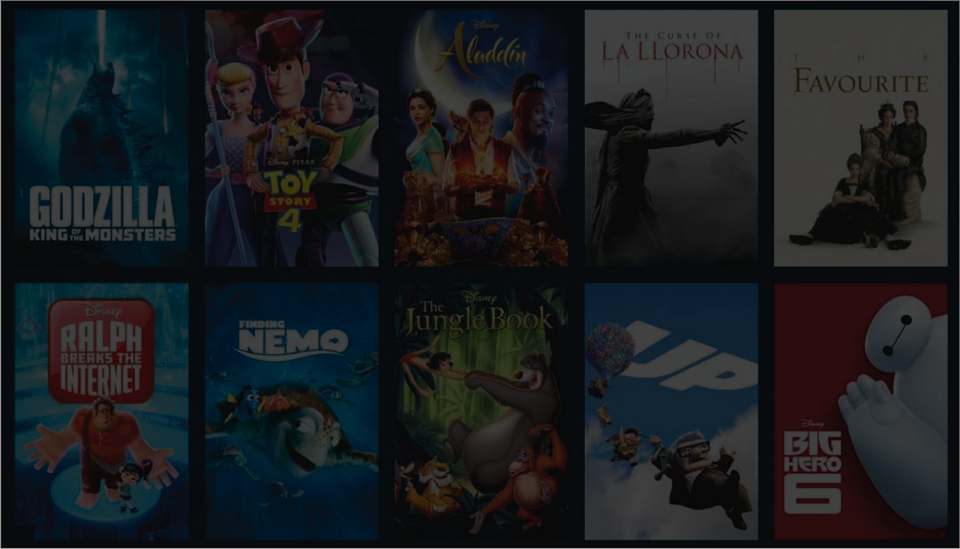 GODZILLA
KING OF THE MONSTERS
Disney PIXAR
TOY
STORY
4
Disney
Aladdin
THE CURSE OF
LA LLORONA
THE
FAVOURITE
Disney
RALPH
BREAKS THE
INTERNET
FINDING
NEMO
Disney
The
Jungle Book
UP
Disney
BIG
HERO
6